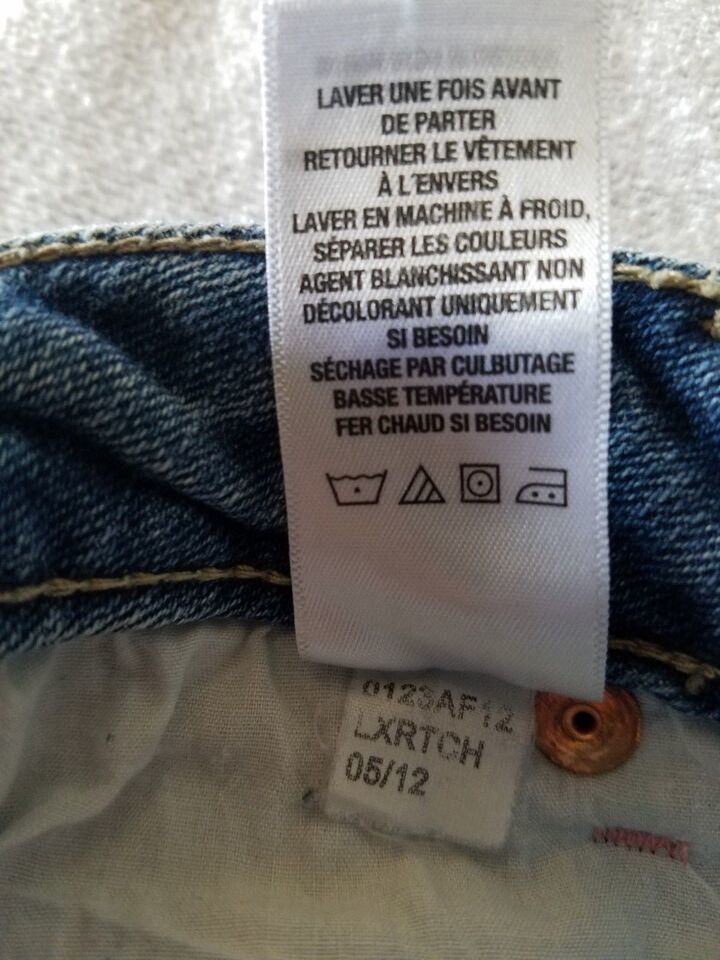 LAVER UNE FOIS AVANT
DE PARTER
RETOURNER LE VÊTEMENT
À L'ENVERS
LAVER EN MACHINE À FROID,
SÉPARER LES COULEURS
AGENT BLANCHISSANT NON
DÉCOLORANT UNIQUEMENT
SI BESOIN
SÉCHAGE PAR CULBUTAGE
BASSE TEMPÉRATURE
FER CHAUD SI BESOIN
0123AF12
LXRTCH
05/12